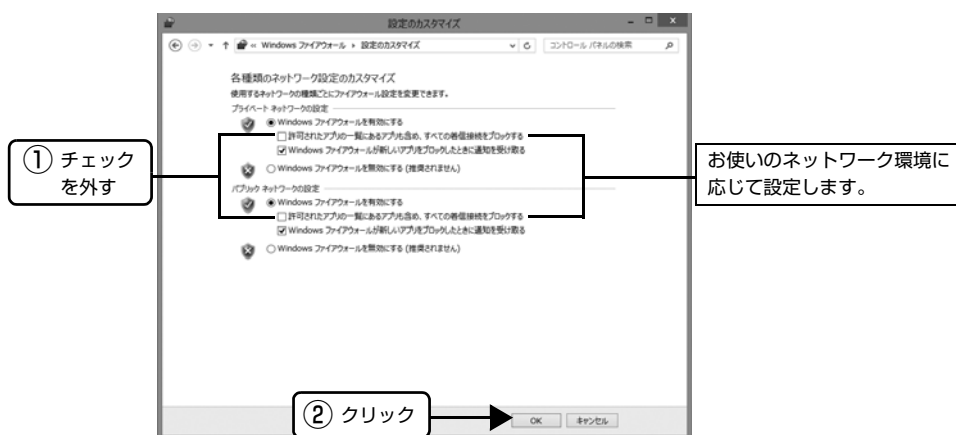 設定のカスタマイズ
« Windows ファイアウォール ▸ 設定のカスタマイズ
コントロール パネルの検索
各種類のネットワーク設定のカスタマイズ
使用するネットワークの種類ごとにファイアウォール設定を変更できます。
プライベート ネットワークの設定
Windows ファイアウォールを有効にする
許可されたアプリの一覧にあるアプリも含め、すべての着信接続をブロックする
Windows ファイアウォールが新しいアプリをブロックしたときに通知を受け取る
Windows ファイアウォールを無効にする (推奨されません)
パブリック ネットワークの設定
Windows ファイアウォールを有効にする
許可されたアプリの一覧にあるアプリも含め、すべての着信接続をブロックする
Windows ファイアウォールが新しいアプリをブロックしたときに通知を受け取る
Windows ファイアウォールを無効にする (推奨されません)
① チェック
を外す
お使いのネットワーク環境に
応じて設定します。
② クリック
OK
キャンセル